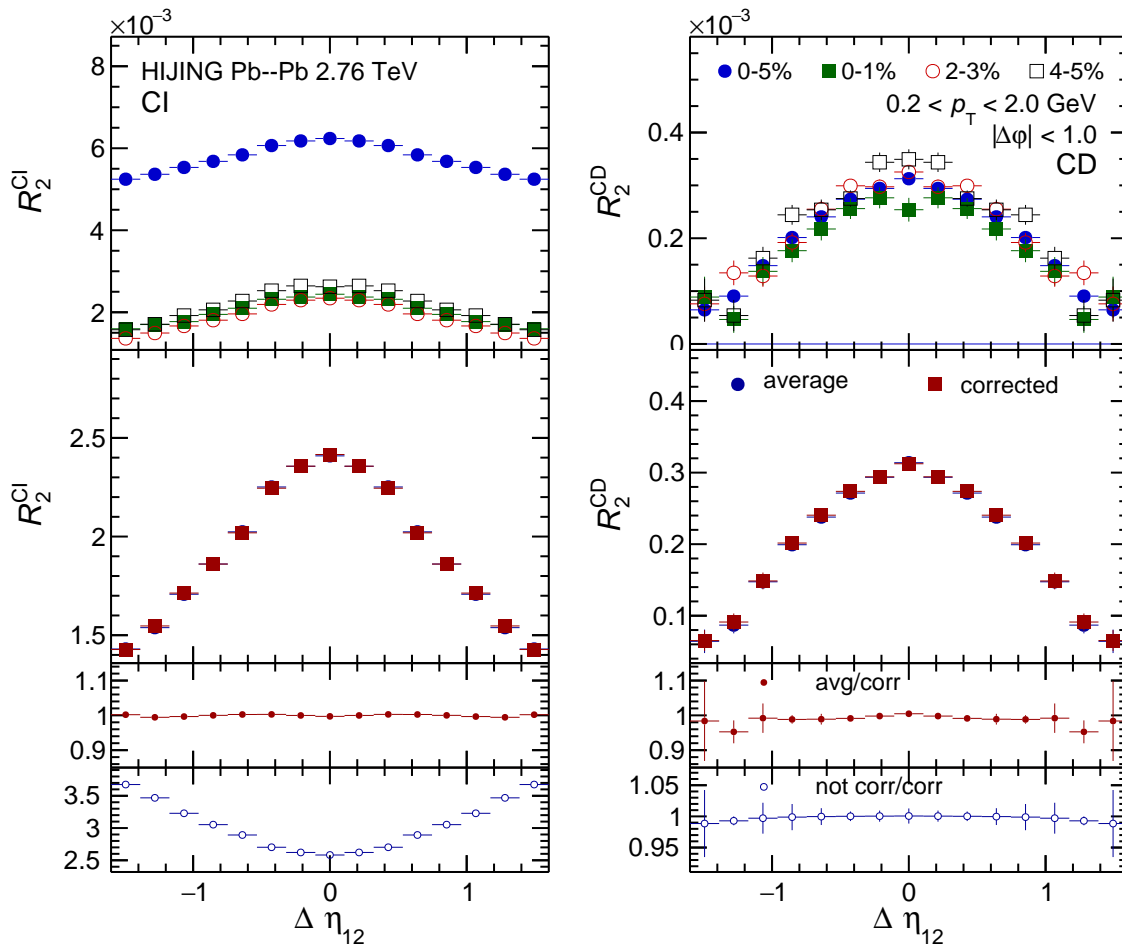 ×10⁻³
8
6
4
2
HIJING Pb--Pb 2.76 TeV
CI
R₂^CI
2.5
2
1.5
R₂^CI
1.1
1
0.9
3.5
3
2.5
−1 0 1
Δ η₁₂
×10⁻³
0-5% 0-1% 2-3% 4-5%
0.2 < p_T < 2.0 GeV
|Δφ| < 1.0
CD
0.4
0.2
0
R₂^CD
average corrected
0.4
0.3
0.2
0.1
R₂^CD
avg/corr
1.1
1
0.9
not corr/corr
1.05
1
0.95
−1 0 1
Δ η₁₂